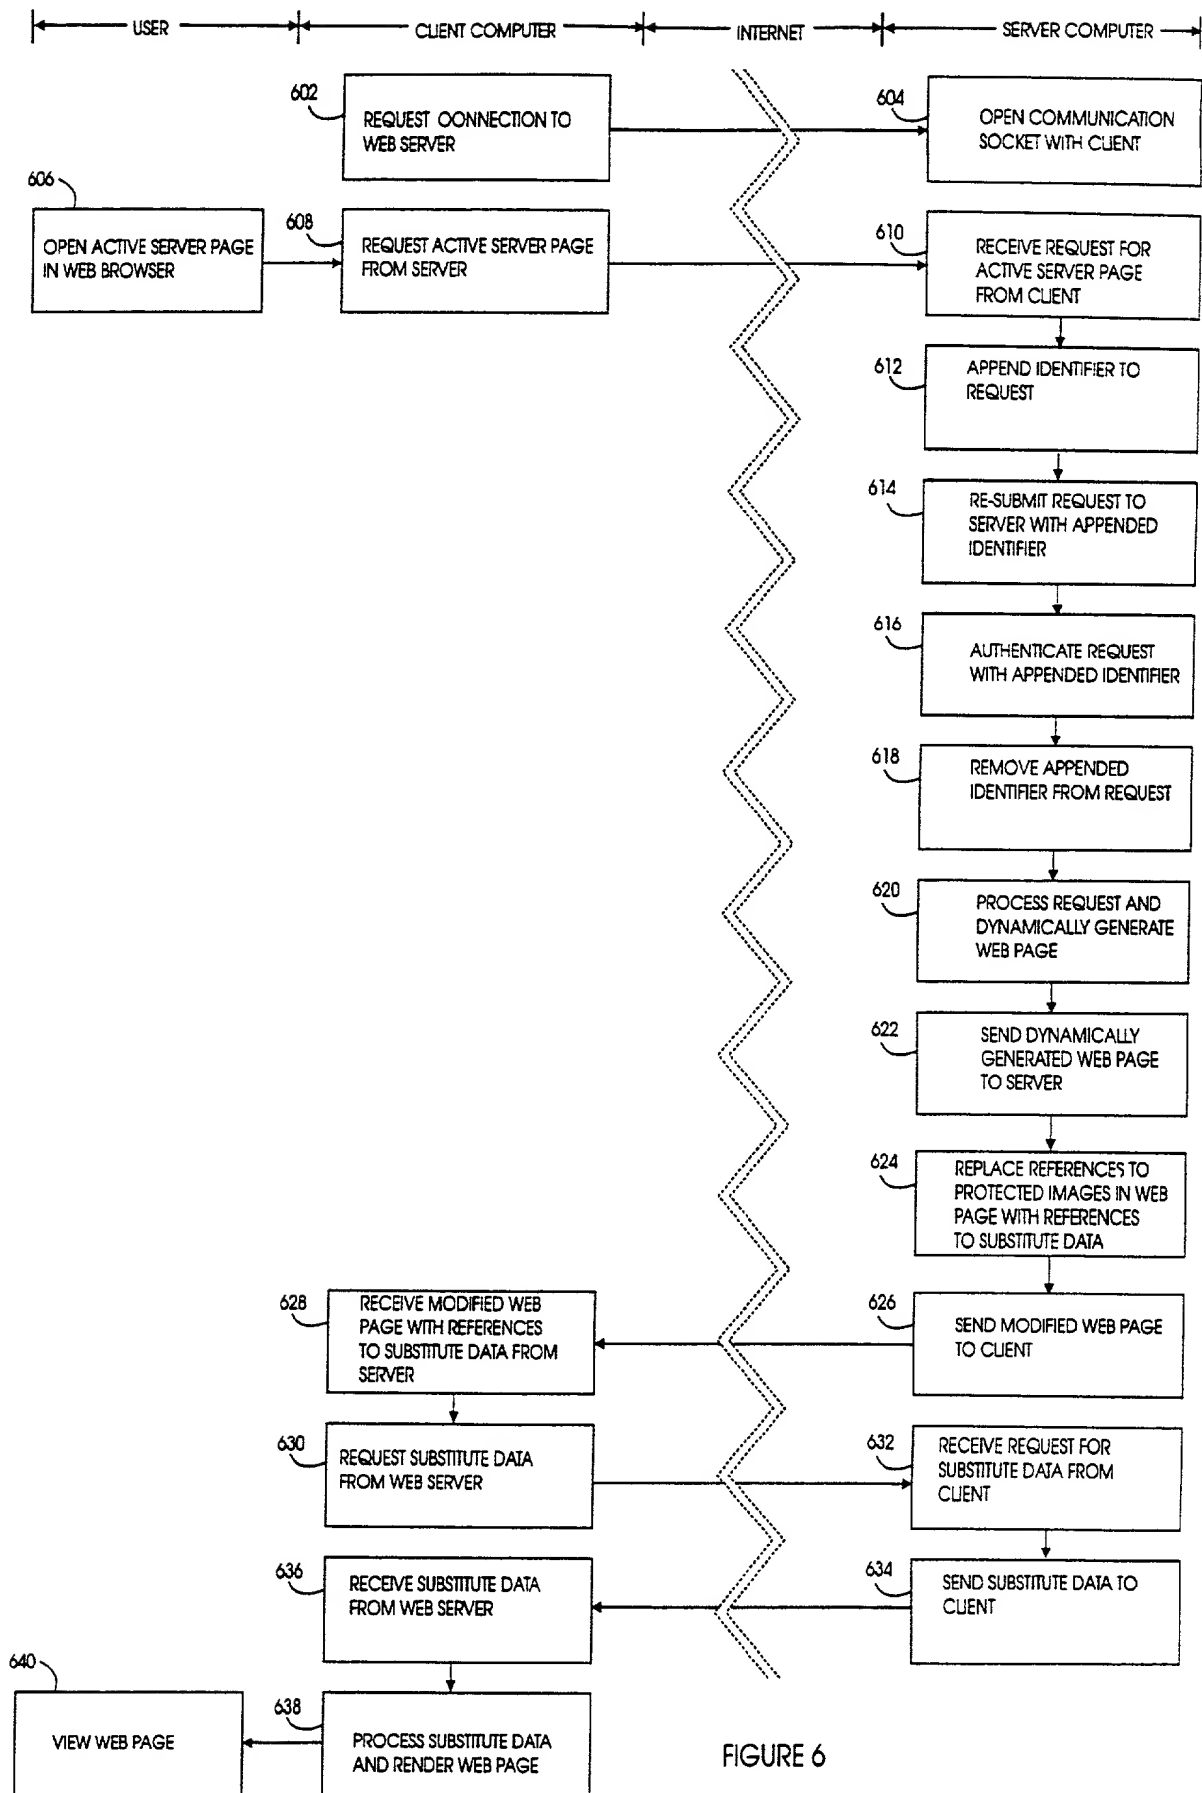 USER
CLIENT COMPUTER
INTERNET
SERVER COMPUTER
602
REQUEST CONNECTION TO
WEB SERVER
604
OPEN COMMUNICATION
SOCKET WITH CLIENT
606
OPEN ACTIVE SERVER PAGE
IN WEB BROWSER
608
REQUEST ACTIVE SERVER PAGE
FROM SERVER
610
RECEIVE REQUEST FOR
ACTIVE SERVER PAGE
FROM CLIENT
612
APPEND IDENTIFIER TO
REQUEST
614
RE-SUBMIT REQUEST TO
SERVER WITH APPENDED
IDENTIFIER
616
AUTHENTICATE REQUEST
WITH APPENDED IDENTIFIER
618
REMOVE APPENDED
IDENTIFIER FROM REQUEST
620
PROCESS REQUEST AND
DYNAMICALLY GENERATE
WEB PAGE
622
SEND DYNAMICALLY
GENERATED WEB PAGE
TO SERVER
624
REPLACE REFERENCES TO
PROTECTED IMAGES IN WEB
PAGE WITH REFERENCES
TO SUBSTITUTE DATA
628
RECEIVE MODIFIED WEB
PAGE WITH REFERENCES
TO SUBSTITUTE DATA FROM
SERVER
626
SEND MODIFIED WEB PAGE
TO CLIENT
630
REQUEST SUBSTITUTE DATA
FROM WEB SERVER
632
RECEIVE REQUEST FOR
SUBSTITUTE DATA FROM
CLIENT
636
RECEIVE SUBSTITUTE DATA
FROM WEB SERVER
634
SEND SUBSTITUTE DATA TO
CLIENT
640
VIEW WEB PAGE
638
PROCESS SUBSTITUTE DATA
AND RENDER WEB PAGE
FIGURE 6